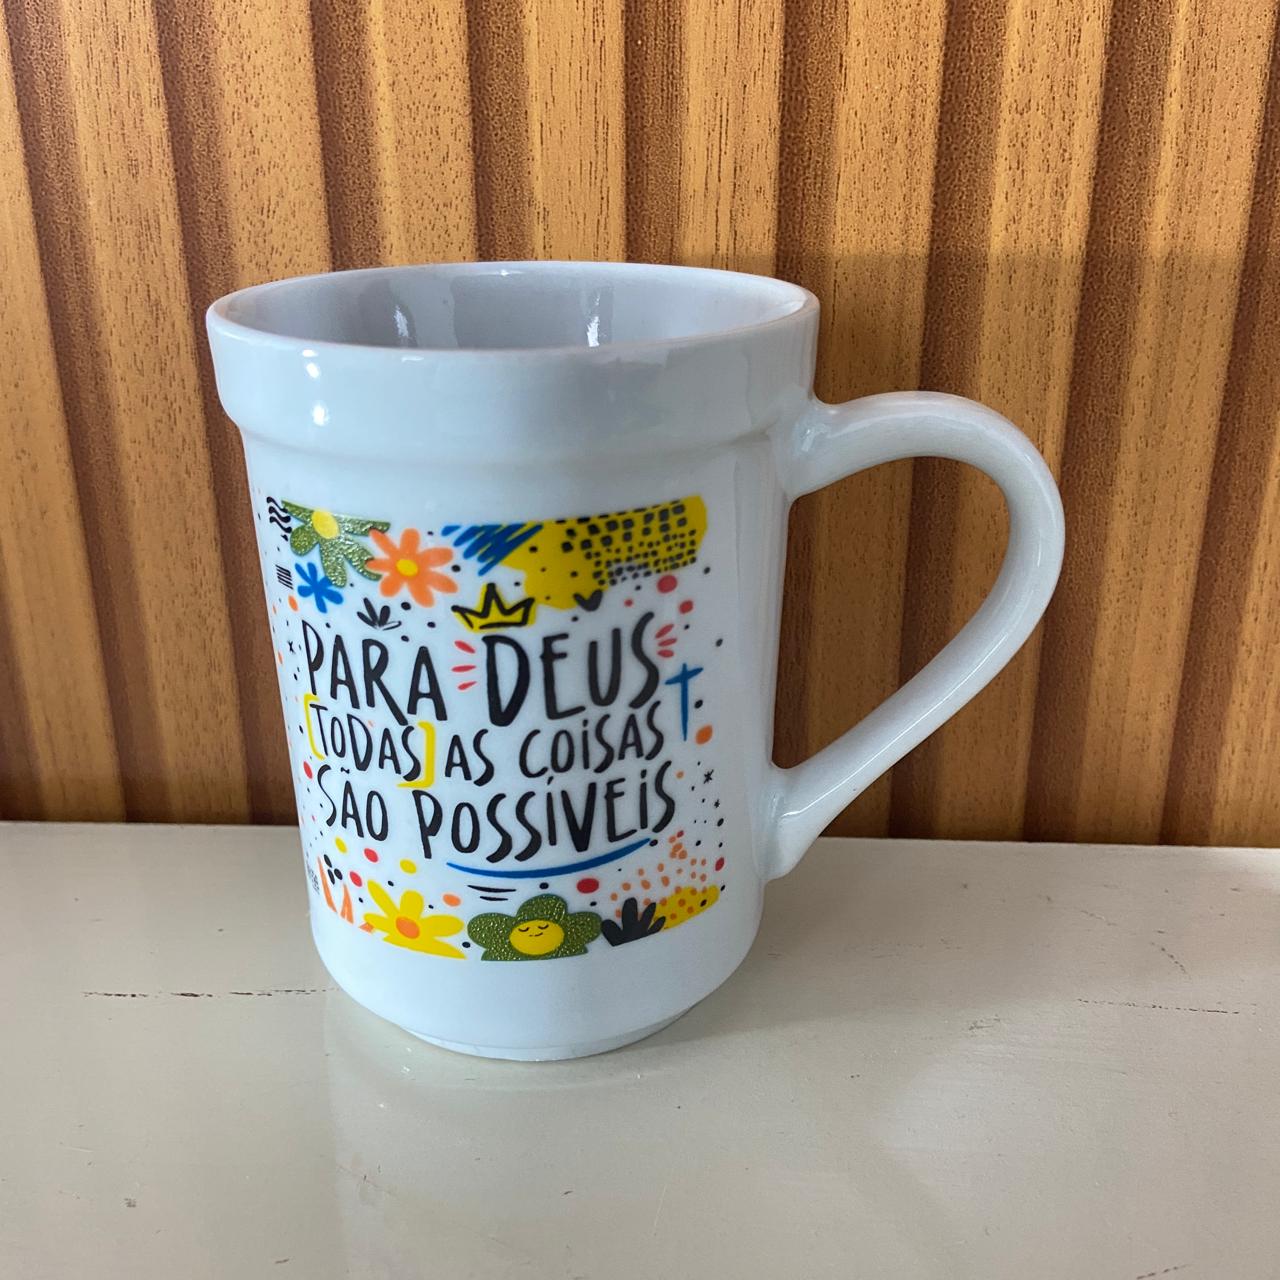 PARA DEUS
[TODAS] AS COISAS
SÃO POSSÍVEIS